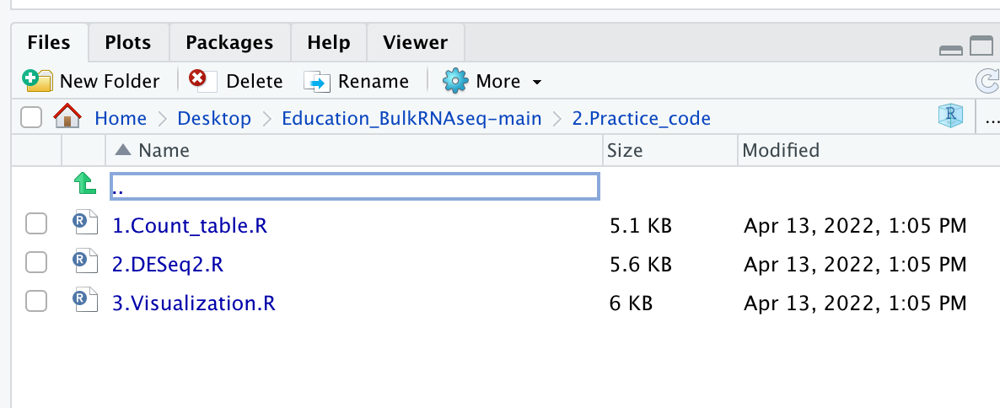 Files Plots Packages Help Viewer
New Folder Delete Rename More
Home Desktop Education_BulkRNAseq-main 2.Practice_code R ...
Name Size Modified
..
R 1.Count_table.R 5.1 KB Apr 13, 2022, 1:05 PM
R 2.DESeq2.R 5.6 KB Apr 13, 2022, 1:05 PM
R 3.Visualization.R 6 KB Apr 13, 2022, 1:05 PM